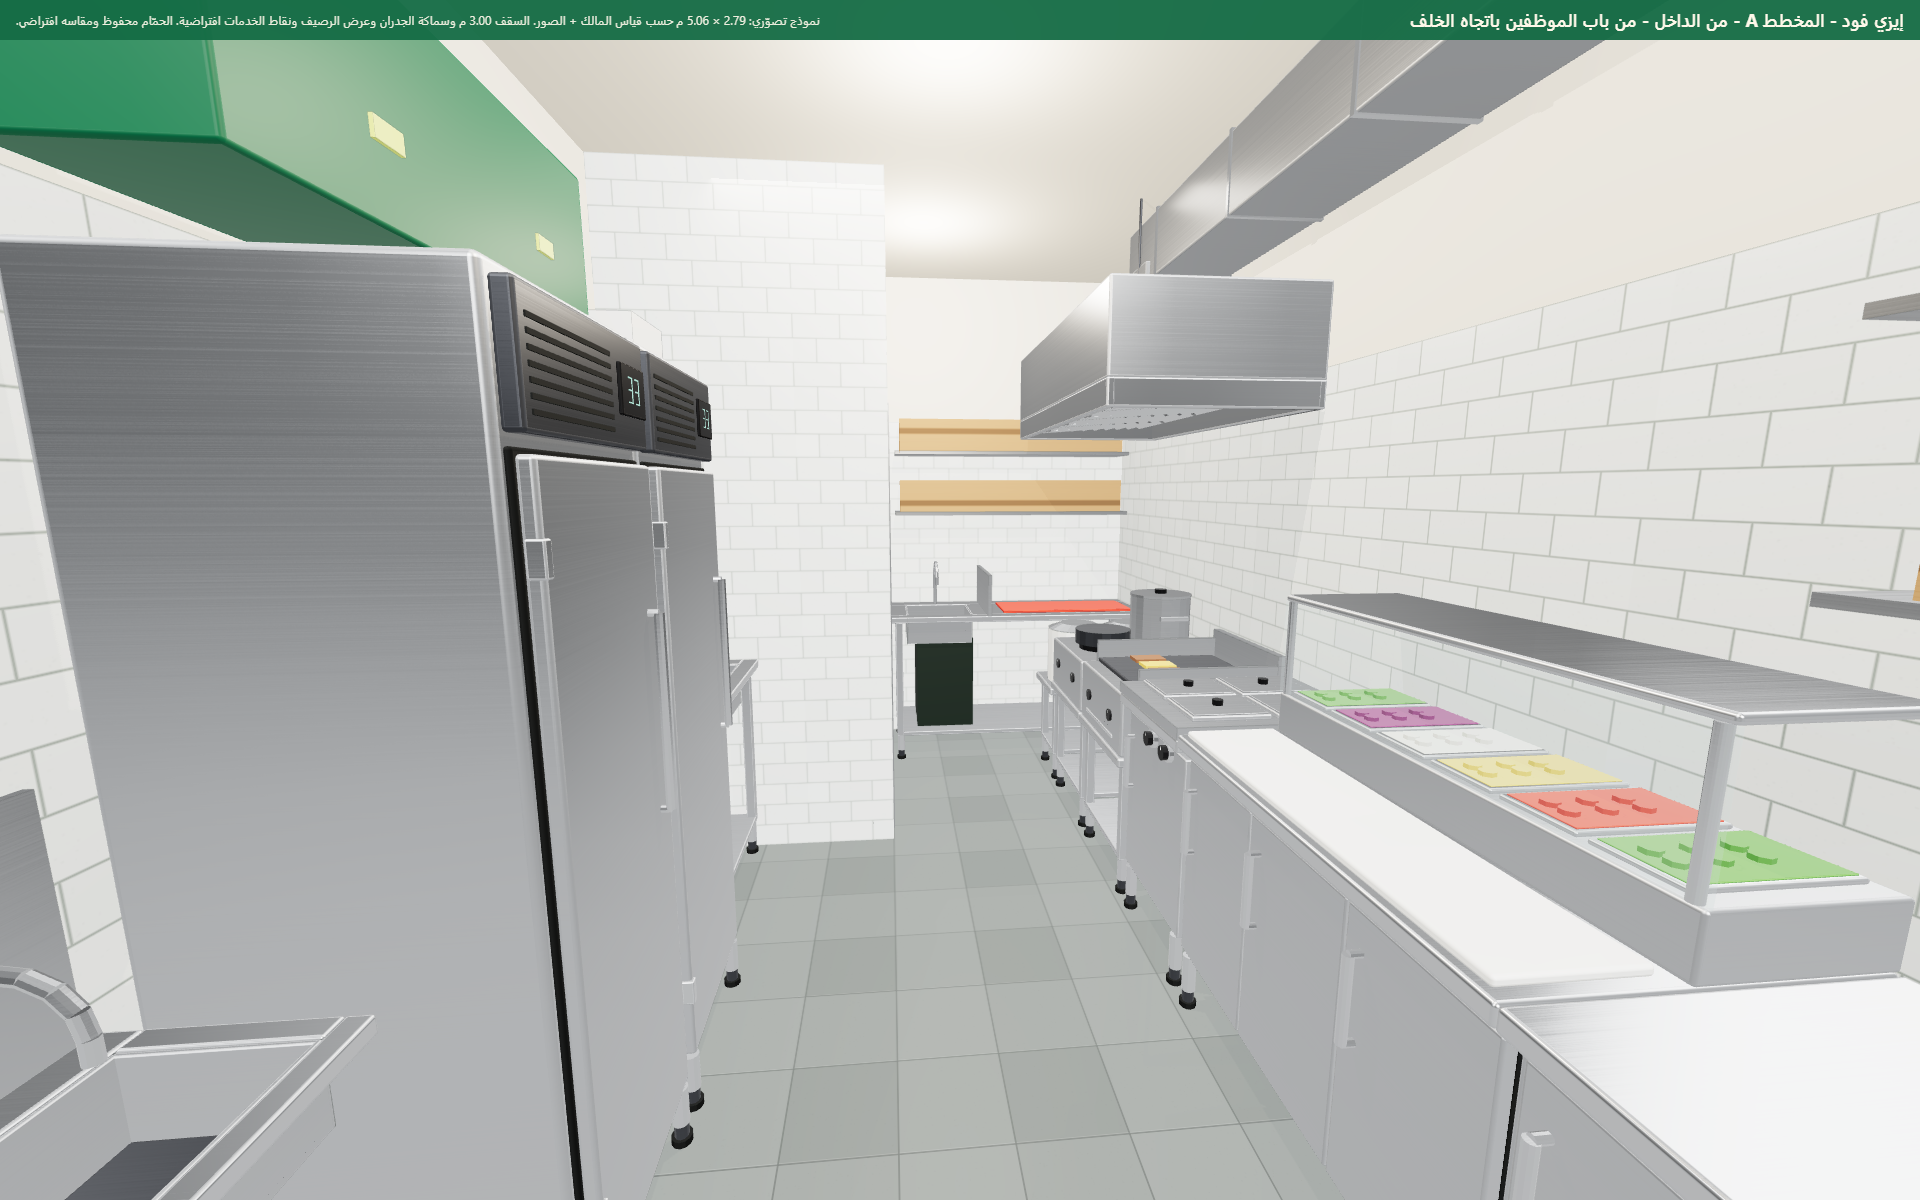 إيزي فود - المخطط A - من الداخل - من باب الموظفين باتجاه الخلف
نموذج تصوّري: 2.79 × 5.06 م حسب قياس المالك + الصور. السقف 3.00 م وسماكة الجدران وعرض الرصيف ونقاط الخدمات افتراضية. الحمّام محفوظ ومقاسه افتراضي.